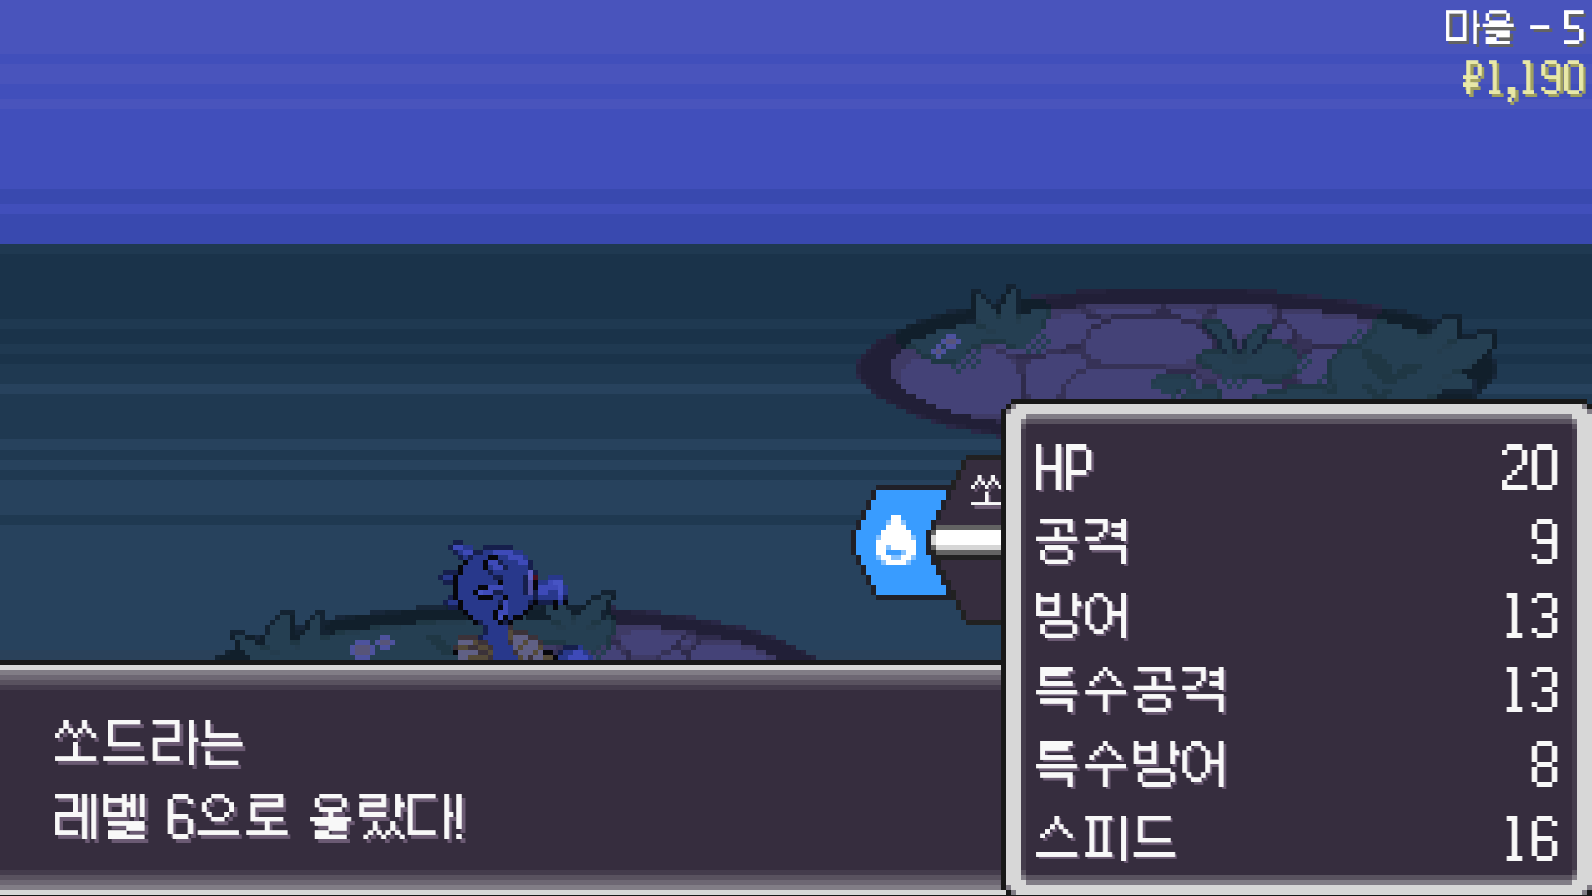 마을 - 5
₽1,190
쏘
HP 20
공격 9
방어 13
특수공격 13
특수방어 8
스피드 16
쏘드라는
레벨 6으로 올랐다!